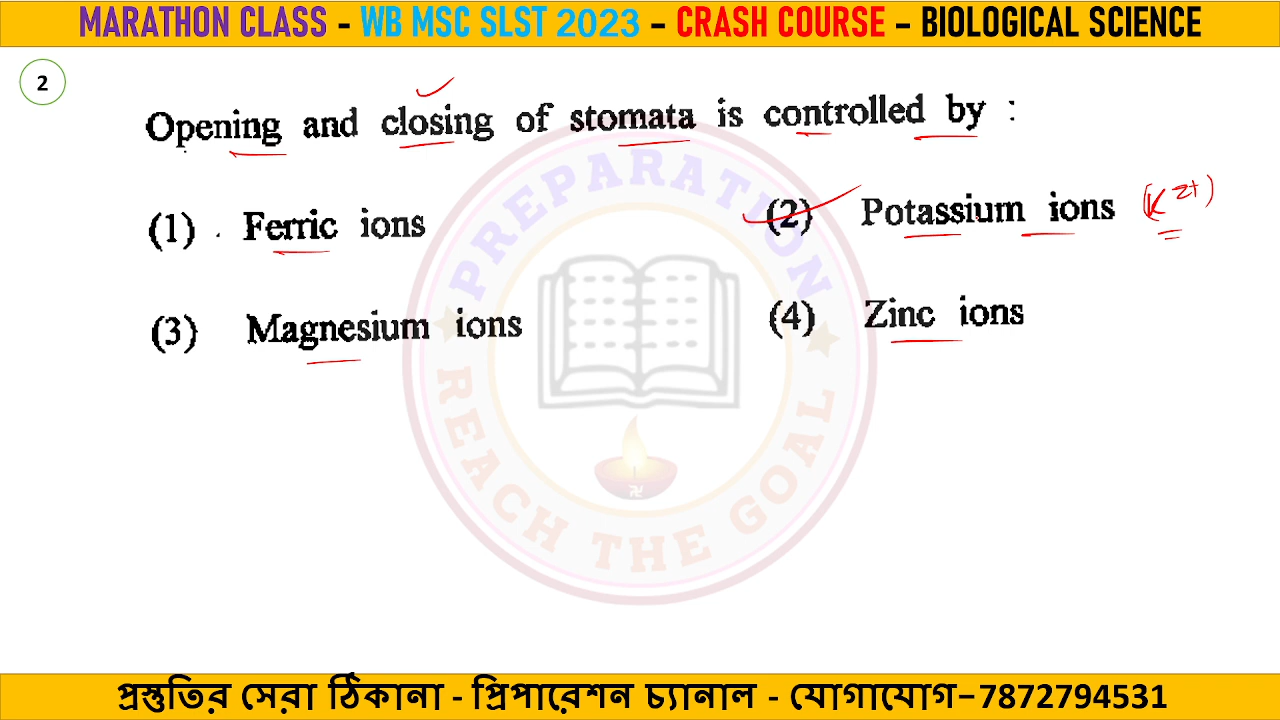 MARATHON CLASS - WB MSC SLST 2023 – CRASH COURSE – BIOLOGICAL SCIENCE
2
Opening and closing of stomata is controlled by :
(1) Ferric ions
(2) Potassium ions (K2+)
(3) Magnesium ions
(4) Zinc ions
PREPARATION
REACH THE GOAL
প্রস্তুতির সেরা ঠিকানা - প্রিপারেশন চ্যানাল - যোগাযোগ–7872794531